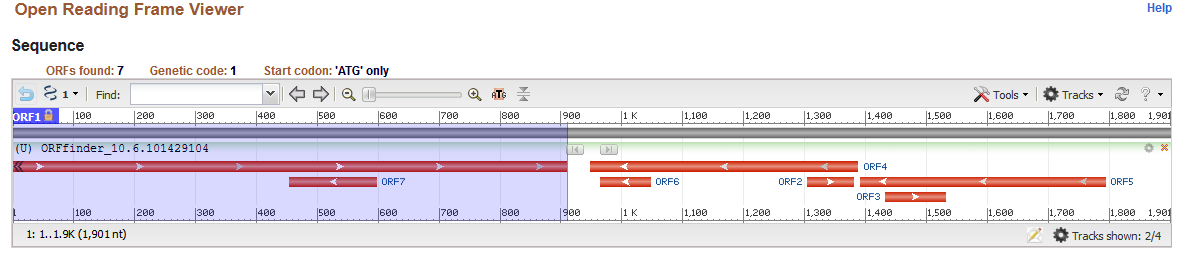 Open Reading Frame Viewer
Help
Sequence
ORFs found: 7 Genetic code: 1 Start codon: 'ATG' only
1 Find: ATG Tools Tracks ?
ORF1 100 200 300 400 500 600 700 800 900 1 K 1,100 1,200 1,300 1,400 1,500 1,600 1,700 1,800 1,901
(U) ORFfinder_10.6.101429104
ORF4
ORF7 ORF6 ORF2 ORF5
ORF3
1 100 200 300 400 500 600 700 800 900 1 K 1,100 1,200 1,300 1,400 1,500 1,600 1,700 1,800 1,901
1: 1..1.9K (1,901 nt) Tracks shown: 2/4